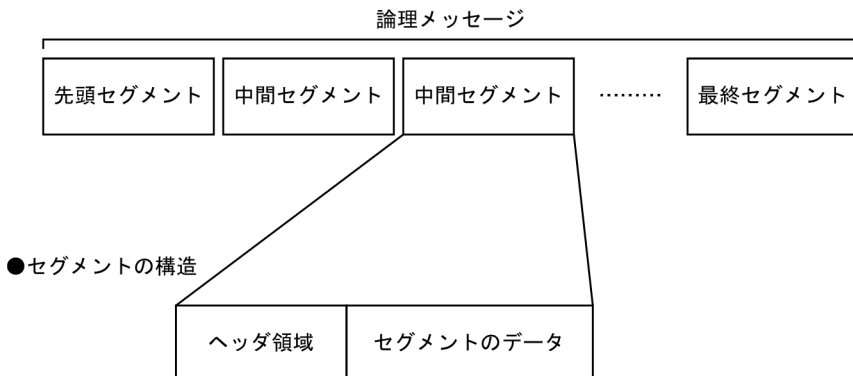 論理メッセージ
先頭セグメント 中間セグメント 中間セグメント ……… 最終セグメント
●セグメントの構造
ヘッダ領域 セグメントのデータ